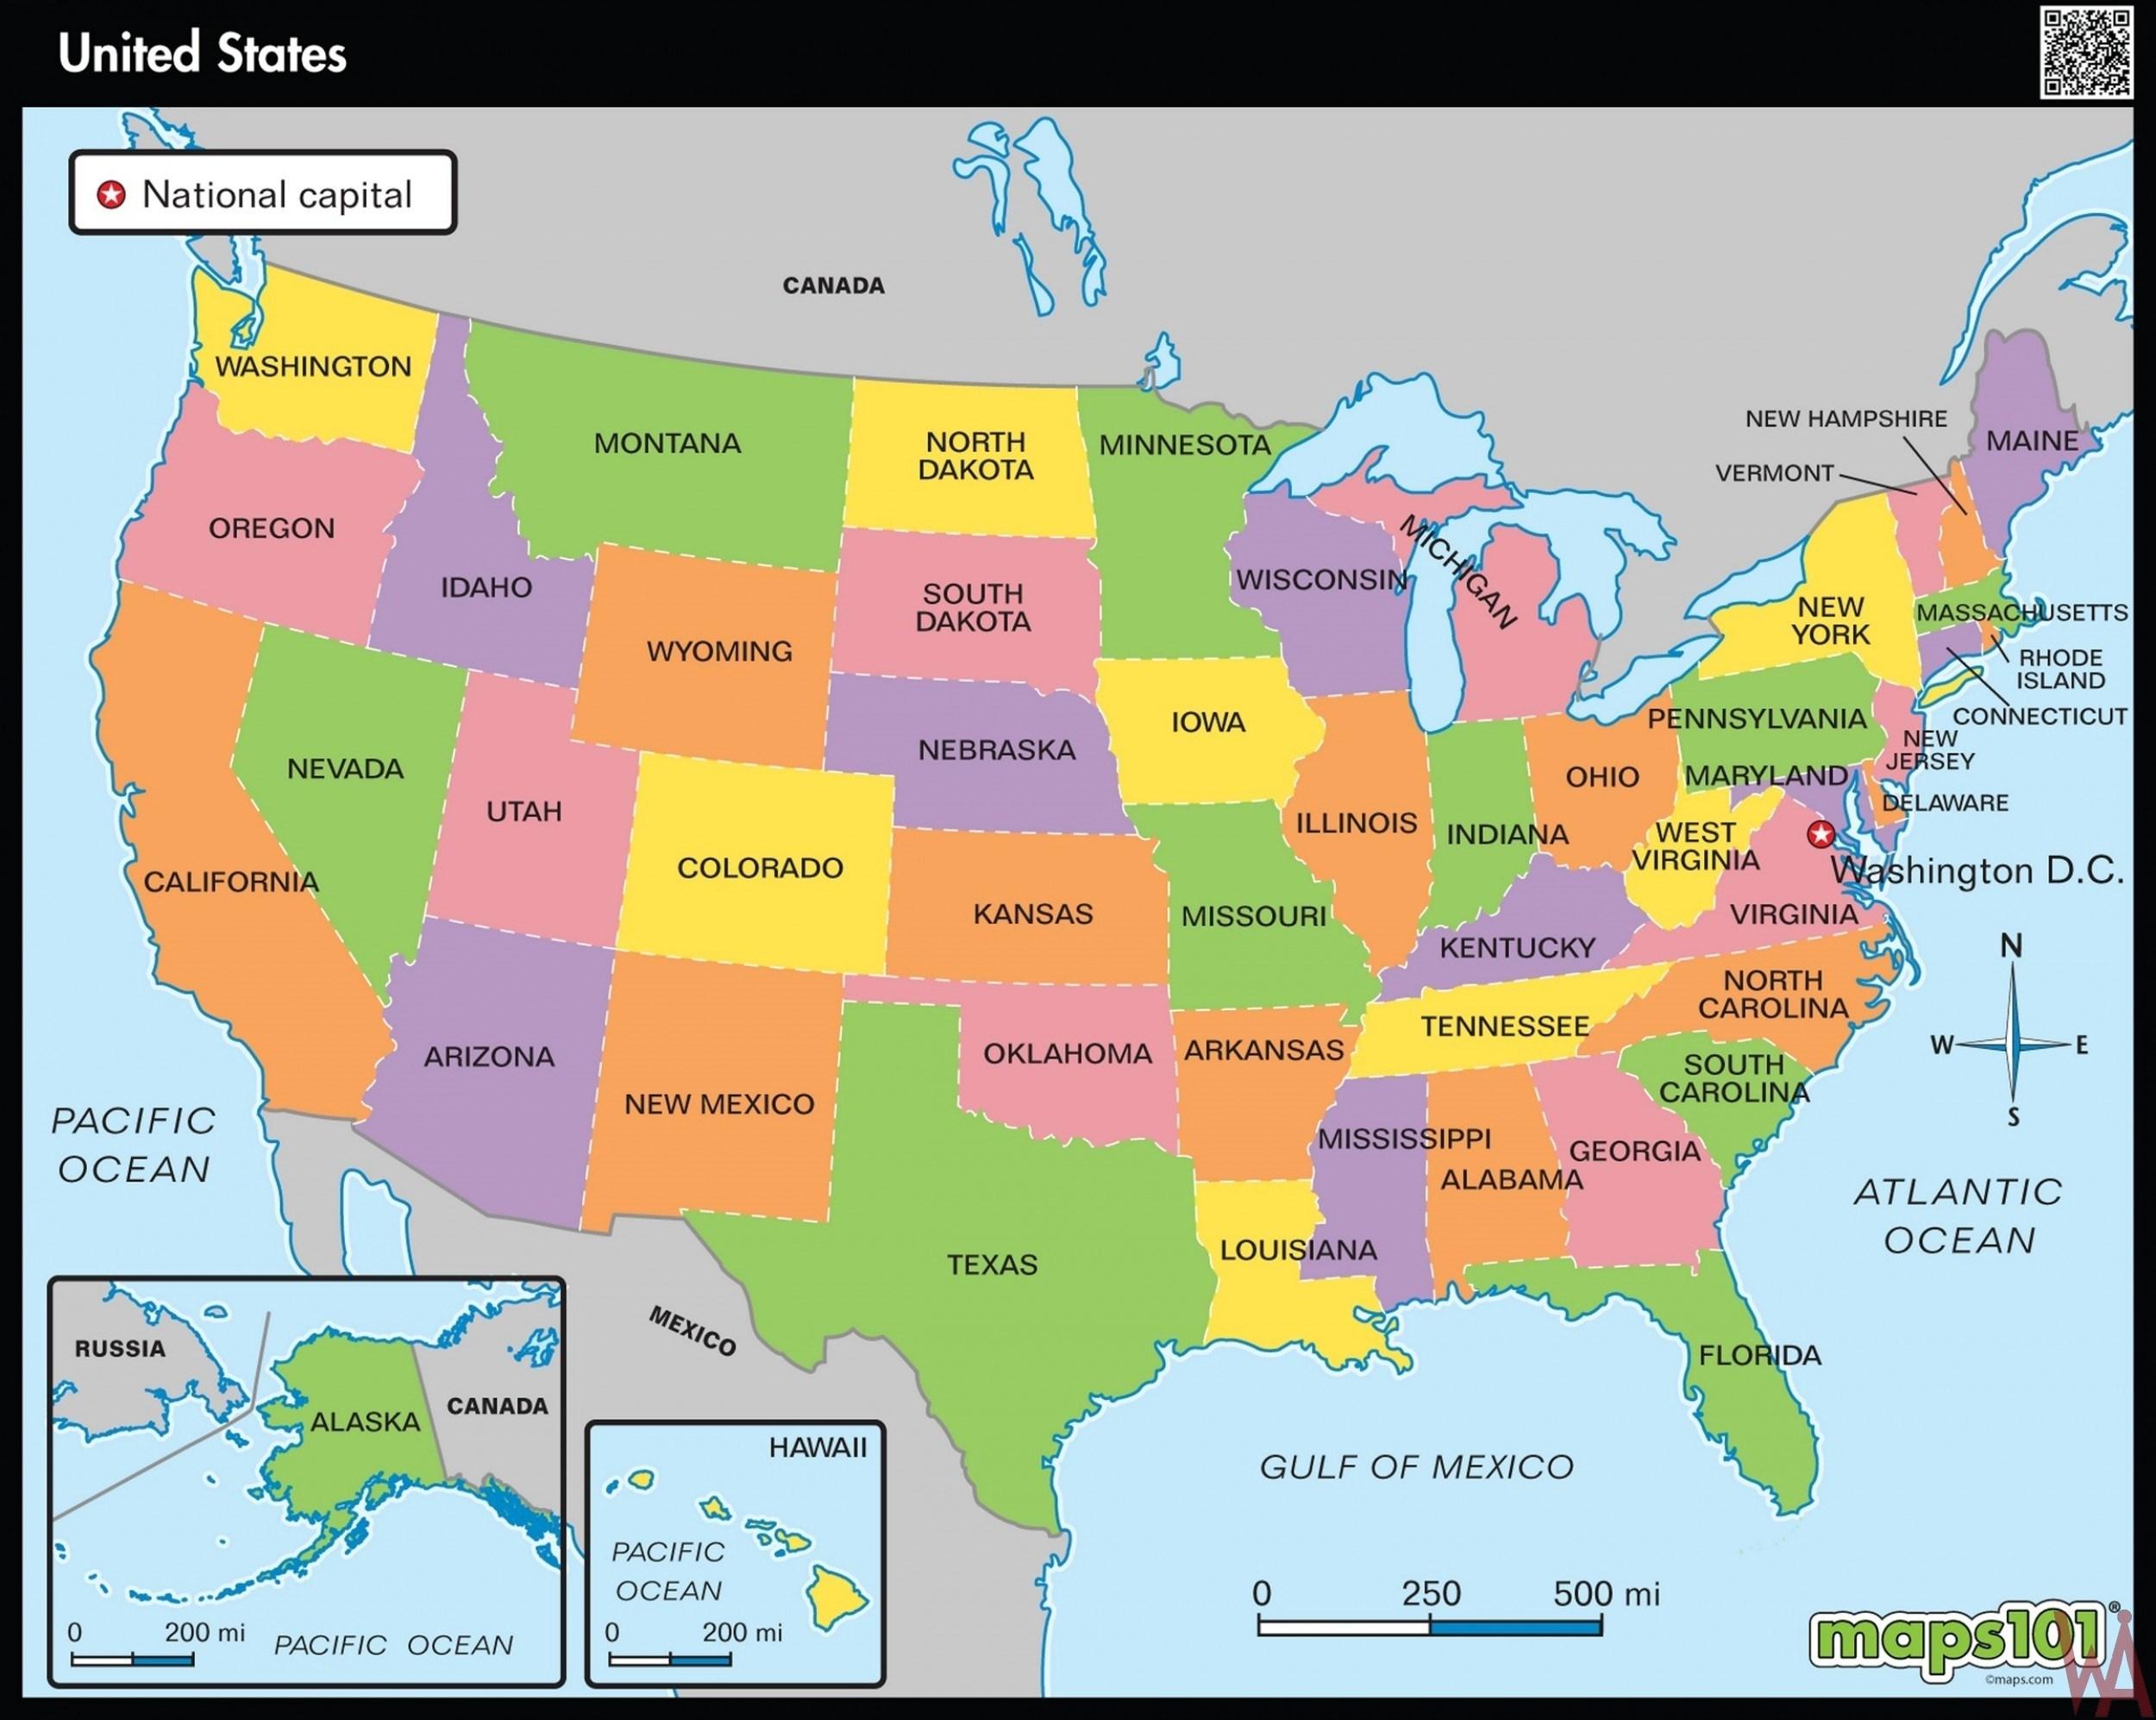 United States
National capital
CANADA
WASHINGTON
MONTANA
NORTH
DAKOTA
MINNESOTA
NEW HAMPSHIRE
VERMONT
MAINE
OREGON
IDAHO
WYOMING
SOUTH
DAKOTA
WISCONSIN
MICHIGAN
NEW
YORK
MASSACHUSETTS
RHODE
ISLAND
CONNECTICUT
NEVADA
UTAH
NEBRASKA
IOWA
PENNSYLVANIA
NEW
JERSEY
OHIO
MARYLAND
DELAWARE
ILLINOIS
INDIANA
WEST
VIRGINIA
Washington D.C.
CALIFORNIA
COLORADO
KANSAS
MISSOURI
KENTUCKY
VIRGINIA
NORTH
CAROLINA
N
W
E
S
TENNESSEE
ARIZONA
NEW MEXICO
OKLAHOMA
ARKANSAS
SOUTH
CAROLINA
MISSISSIPPI
ALABAMA
GEORGIA
PACIFIC
OCEAN
ATLANTIC
OCEAN
TEXAS
LOUISIANA
MEXICO
FLORIDA
GULF OF MEXICO
RUSSIA
ALASKA
CANADA
0 200 mi
PACIFIC OCEAN
HAWAII
PACIFIC
OCEAN
0 200 mi
0 250 500 mi
maps101®
©maps.com
WA